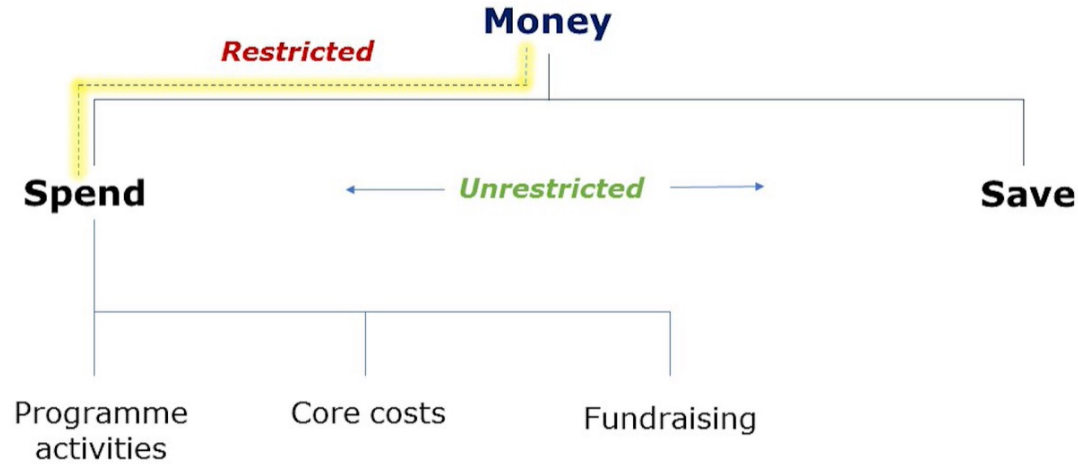 Money
Restricted
Spend
Unrestricted
Save
Programme
activities
Core costs
Fundraising